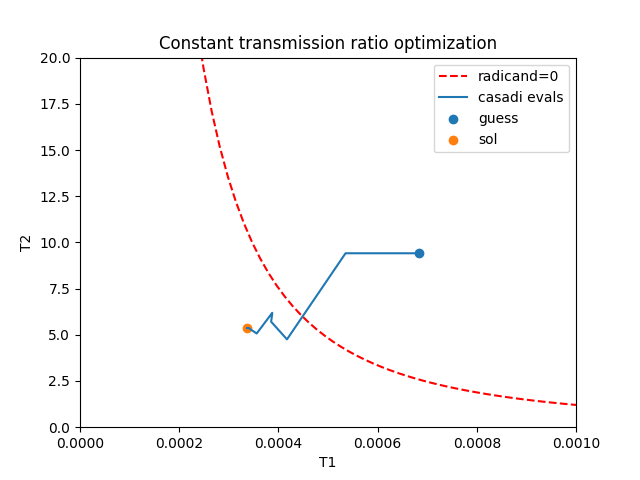 Constant transmission ratio optimization
radicand=0
casadi evals
guess
sol
T2
20.0
17.5
15.0
12.5
10.0
7.5
5.0
2.5
0.0
0.0000 0.0002 0.0004 0.0006 0.0008 0.0010
T1